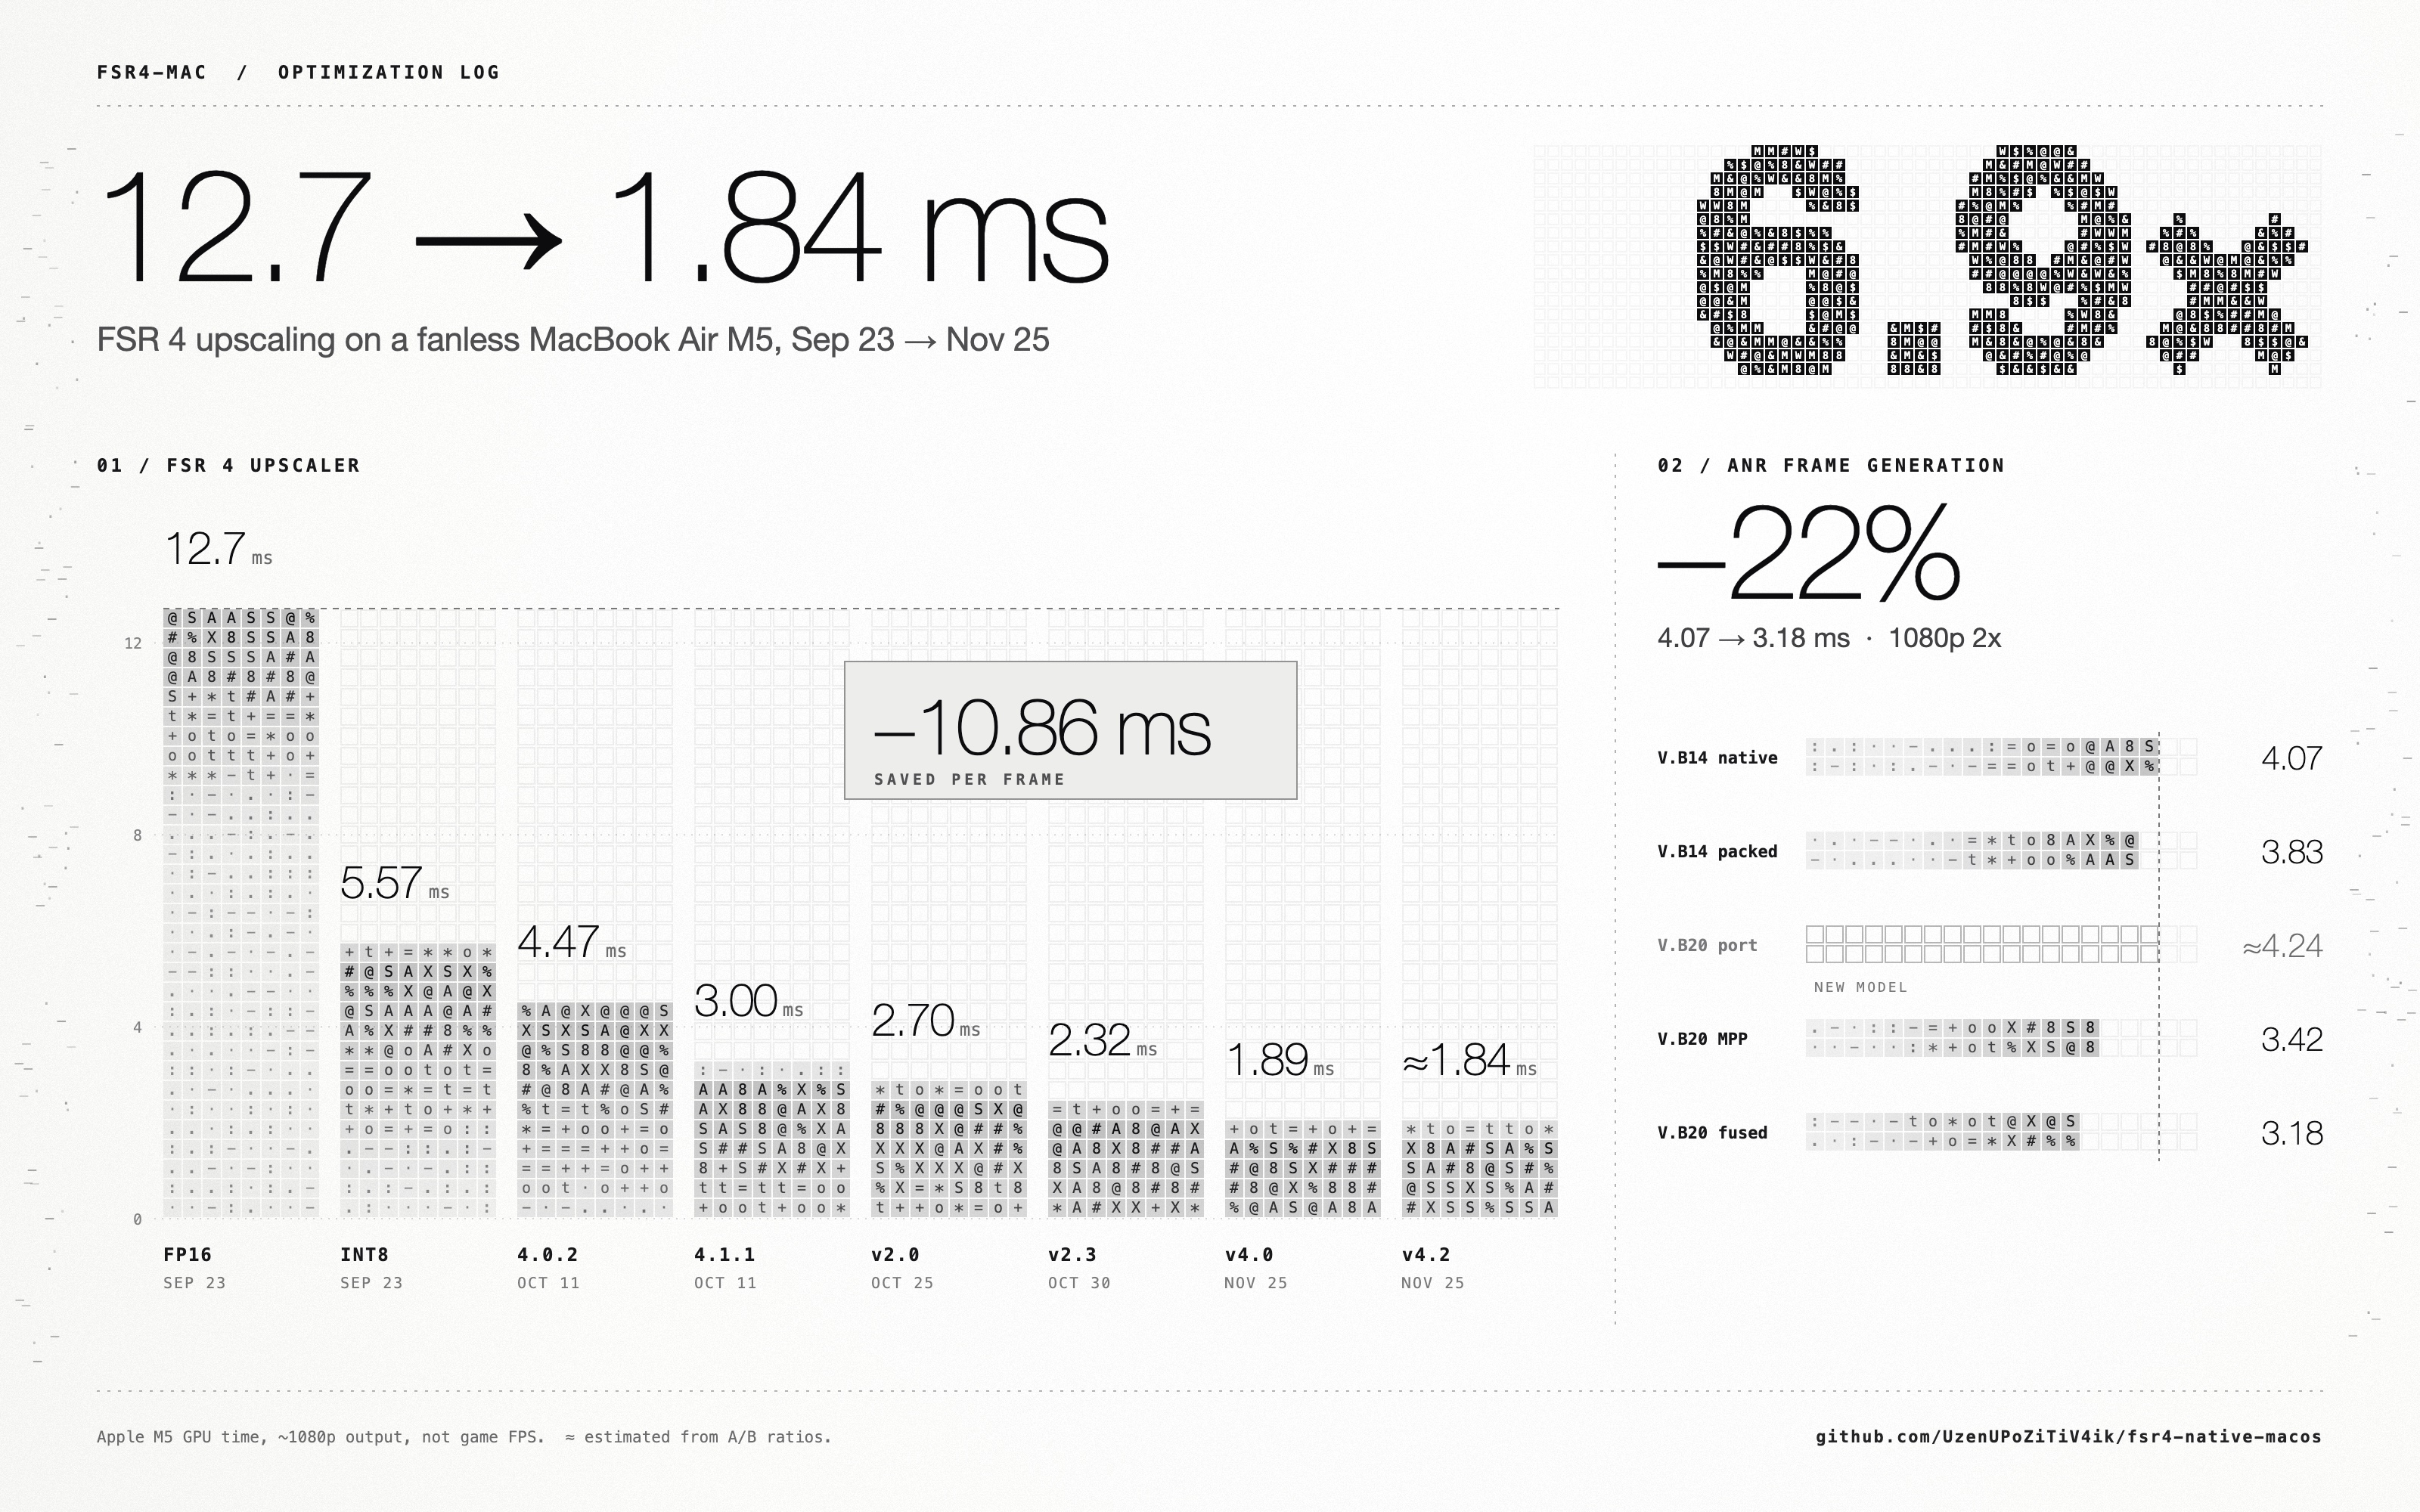 FSR4–MAC / OPTIMIZATION LOG
12.7 → 1.84 ms
FSR 4 upscaling on a fanless MacBook Air M5, Sep 23 → Nov 25
6.9x
01 / FSR 4 UPSCALER
12.7 ms
12
8
4
0
–10.86 ms
SAVED PER FRAME
5.57 ms
4.47 ms
3.00 ms
2.70 ms
2.32 ms
1.89 ms
≈1.84 ms
FP16 INT8 4.0.2 4.1.1 v2.0 v2.3 v4.0 v4.2
SEP 23 SEP 23 OCT 11 OCT 11 OCT 25 OCT 30 NOV 25 NOV 25
02 / ANR FRAME GENERATION
–22%
4.07 → 3.18 ms · 1080p 2x
V.B14 native 4.07
V.B14 packed 3.83
V.B20 port ≈4.24
NEW MODEL
V.B20 MPP 3.42
V.B20 fused 3.18
Apple M5 GPU time, ~1080p output, not game FPS. ≈ estimated from A/B ratios.
github.com/UzenUPoZiTiV4ik/fsr4-native-macos